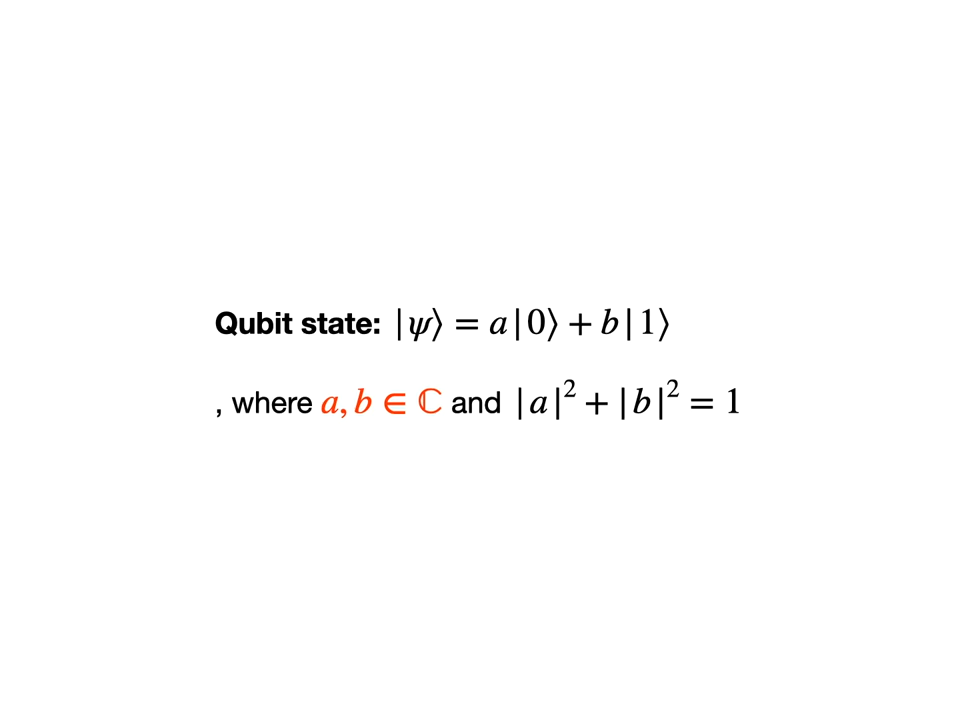 Qubit state: |ψ⟩ = a|0⟩ + b|1⟩
, where a, b ∈ ℂ and |a|² + |b|² = 1